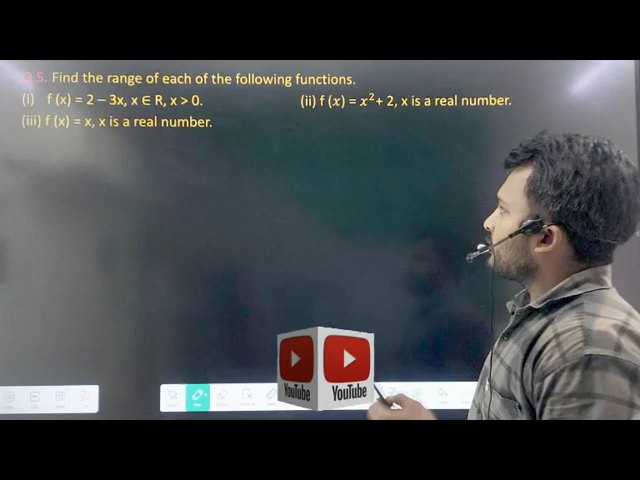 Q.5. Find the range of each of the following functions.
(i) f (x) = 2 – 3x, x ∈ R, x > 0. (ii) f (x) = x²+ 2, x is a real number.
(iii) f (x) = x, x is a real number.
YouTube YouTube